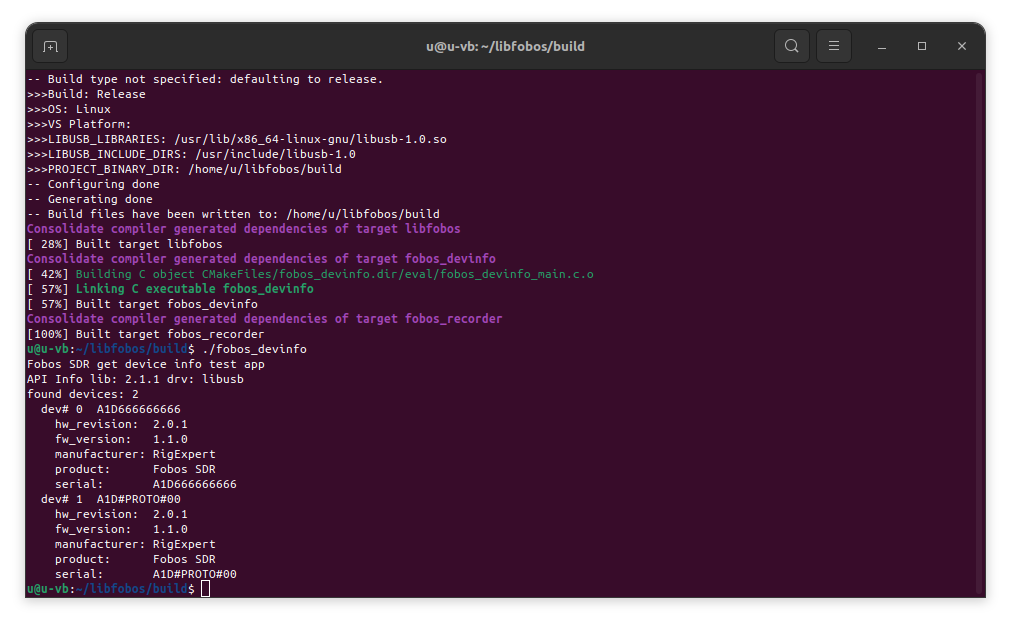 u@u-vb: ~/libfobos/build
-- Build type not specified: defaulting to release.
>>>Build: Release
>>>OS: Linux
>>>VS Platform:
>>>LIBUSB_LIBRARIES: /usr/lib/x86_64-linux-gnu/libusb-1.0.so
>>>LIBUSB_INCLUDE_DIRS: /usr/include/libusb-1.0
>>>PROJECT_BINARY_DIR: /home/u/libfobos/build
-- Configuring done
-- Generating done
-- Build files have been written to: /home/u/libfobos/build
Consolidate compiler generated dependencies of target libfobos
[ 28%] Built target libfobos
Consolidate compiler generated dependencies of target fobos_devinfo
[ 42%] Building C object CMakeFiles/fobos_devinfo.dir/eval/fobos_devinfo_main.c.o
[ 57%] Linking C executable fobos_devinfo
[ 57%] Built target fobos_devinfo
Consolidate compiler generated dependencies of target fobos_recorder
[100%] Built target fobos_recorder
u@u-vb:~/libfobos/build$ ./fobos_devinfo
Fobos SDR get device info test app
API Info lib: 2.1.1 drv: libusb
found devices: 2
  dev# 0  A1D666666666
    hw_revision:  2.0.1
    fw_version:   1.1.0
    manufacturer: RigExpert
    product:      Fobos SDR
    serial:       A1D666666666
  dev# 1  A1D#PROTO#00
    hw_revision:  2.0.1
    fw_version:   1.1.0
    manufacturer: RigExpert
    product:      Fobos SDR
    serial:       A1D#PROTO#00
u@u-vb:~/libfobos/build$